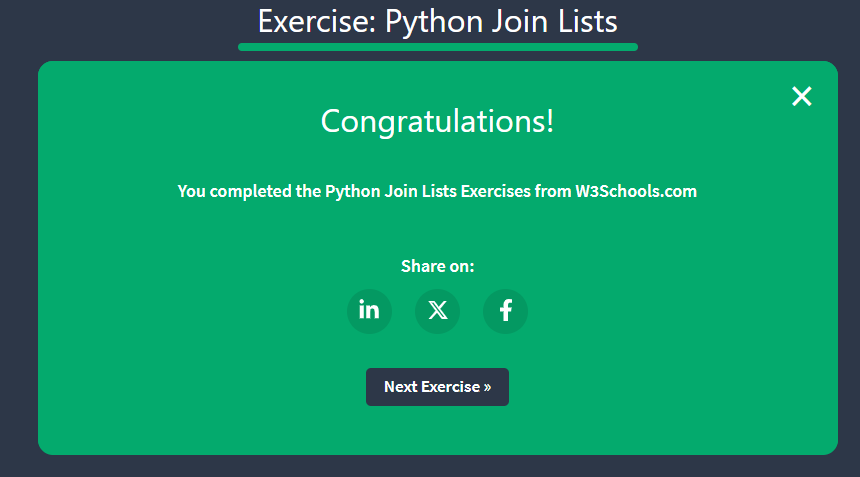 Exercise: Python Join Lists
Congratulations!
You completed the Python Join Lists Exercises from W3Schools.com
Share on:
Next Exercise »